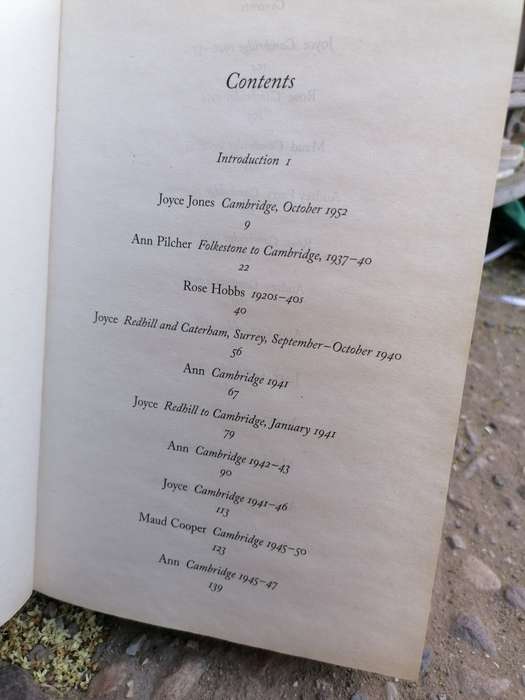 Contents
Introduction 1
Joyce Jones Cambridge, October 1952
9
Ann Pilcher Folkestone to Cambridge, 1937–40
22
Rose Hobbs 1920s–40s
40
Joyce Redhill and Caterham, Surrey, September–October 1940
56
Ann Cambridge 1941
67
Joyce Redhill to Cambridge, January 1941
79
Ann Cambridge 1942–43
90
Joyce Cambridge 1941–46
113
Maud Cooper Cambridge 1945–50
123
Ann Cambridge 1945–47
139